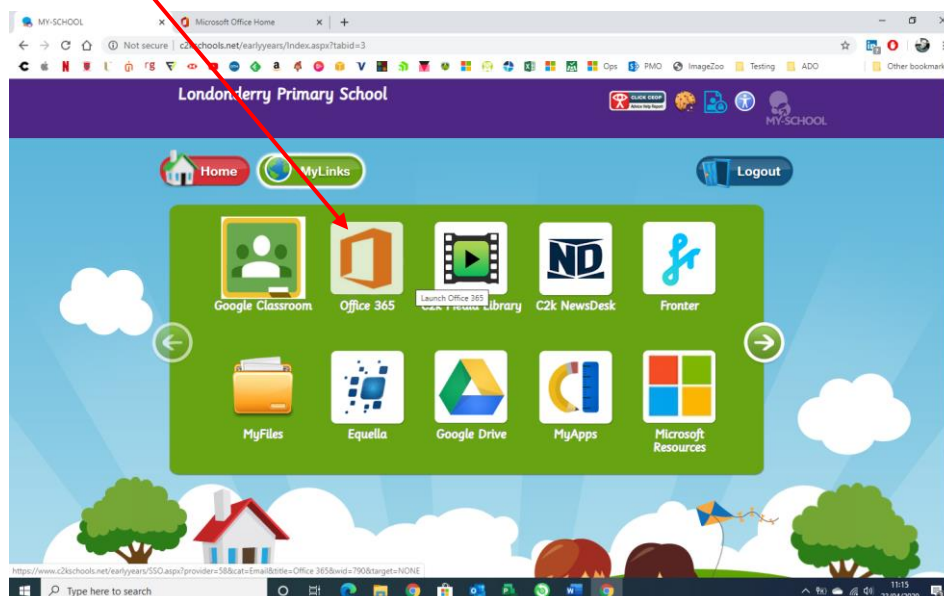 MY-SCHOOL
Microsoft Office Home
Not secure | c2kschools.net/earlyyears/Index.aspx?tabid=3
Ops PMO ImageZoo Testing ADO Other bookmark
Londonderry Primary School
CLICK CEOP
MY-SCHOOL
Home MyLinks Logout
Google Classroom Office 365 C2k Media Library C2k NewsDesk Fronter
Launch Office 365
MyFiles Equella Google Drive MyApps Microsoft Resources
https://www.c2kschools.net/earlyyears/SSO.aspx?provider=58&cat=Email&title=Office 365&wid=790&target=NONE
Type here to search
11:15